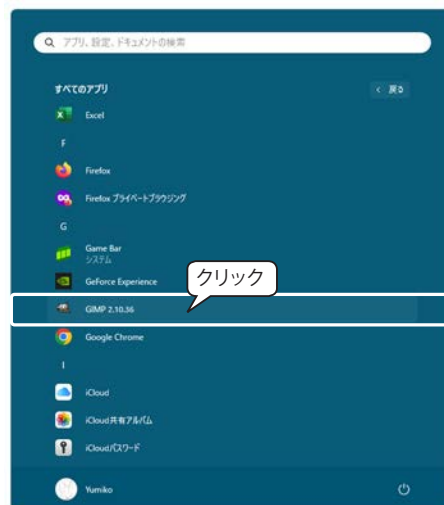 アプリ、設定、ドキュメントの検索
すべてのアプリ
戻る
Excel
F
Firefox
Firefox プライベートブラウジング
G
Game Bar
システム
GeForce Experience
クリック
GIMP 2.10.36
Google Chrome
I
iCloud
iCloud共有アルバム
iCloudパスワード
Yumiko